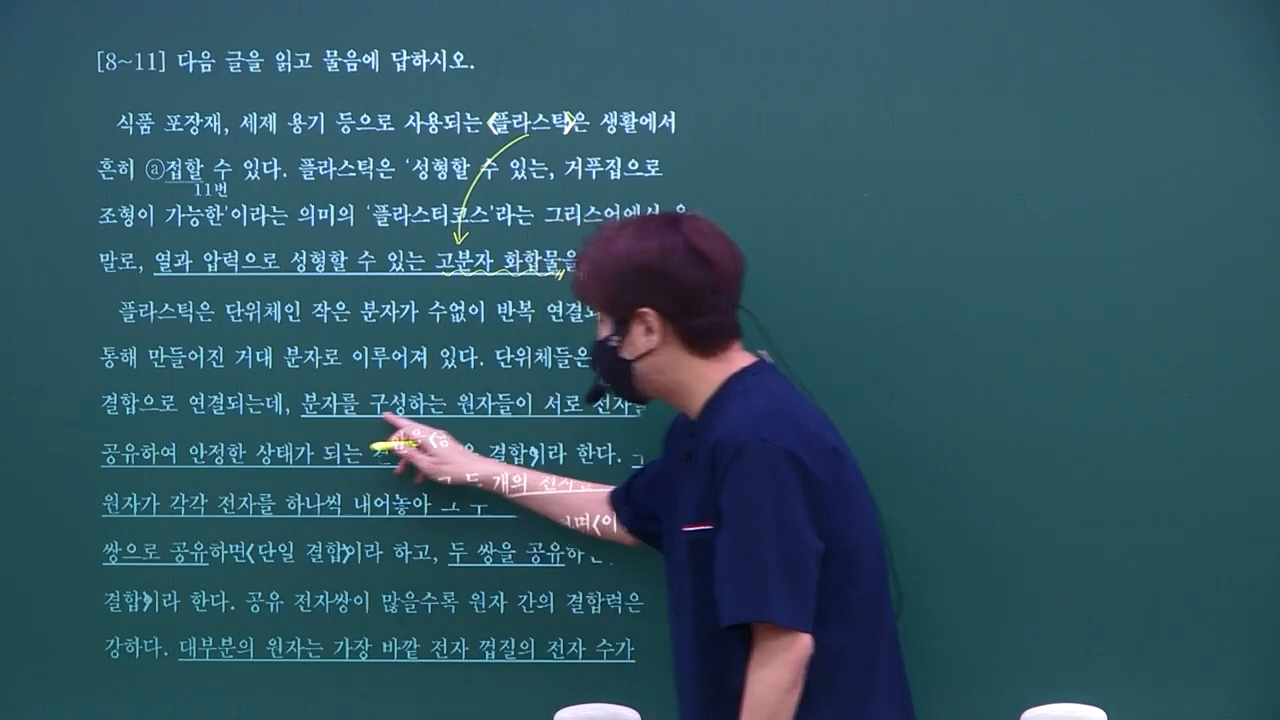 [8~11] 다음 글을 읽고 물음에 답하시오.
식품 포장재, 세제 용기 등으로 사용되는 <플라스틱>은 생활에서
흔히 ⓐ접할 수 있다. 플라스틱은 ‘성형할 수 있는, 거푸집으로
11번
조형이 가능한’이라는 의미의 ‘플라스티코스’라는 그리스어에서
말로, 열과 압력으로 성형할 수 있는 고분자 화합물을
플라스틱은 단위체인 작은 분자가 수없이 반복
통해 만들어진 거대 분자로 이루어져 있다. 단위체들은
결합으로 연결되는데, 분자를 구성하는 원자들이 서로 전자를
공유하여 안정한 상태가 되는 결합>이라 한다.
원자가 각각 전자를 하나씩 내어놓아 그 두 개의
쌍으로 공유하면 <단일 결합>이라 하고, 두 쌍을
결합>이라 한다. 공유 전자쌍이 많을수록 원자 간의 결합력은
강하다. 대부분의 원자는 가장 바깥 전자 껍질의 전자 수가